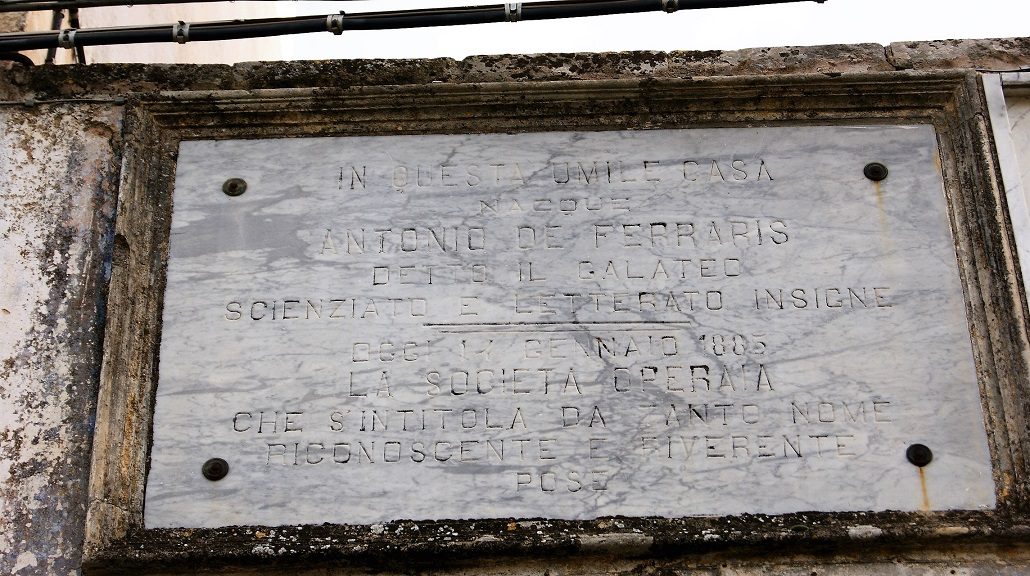 IN QUESTA UMILE CASA
NACQUE
ANTONIO DE FERRARIS
DETTO IL GALATEO
SCIENZIATO E LETTERATO INSIGNE
OGGI GENNAIO 1885
LA SOCIETÀ OPERAIA
CHE S'INTITOLA DA TANTO NOME
RICONOSCENTE E RIVERENTE
POSE